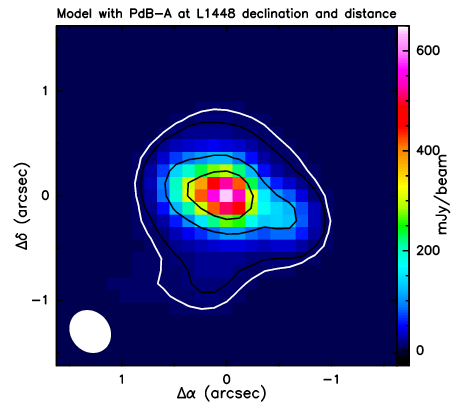 Model with PdB-A at L1448 declination and distance
600
1
400
0
200
-1
0
1
0
-1
Δδ (arcsec)
Δα (arcsec)
mJy/beam